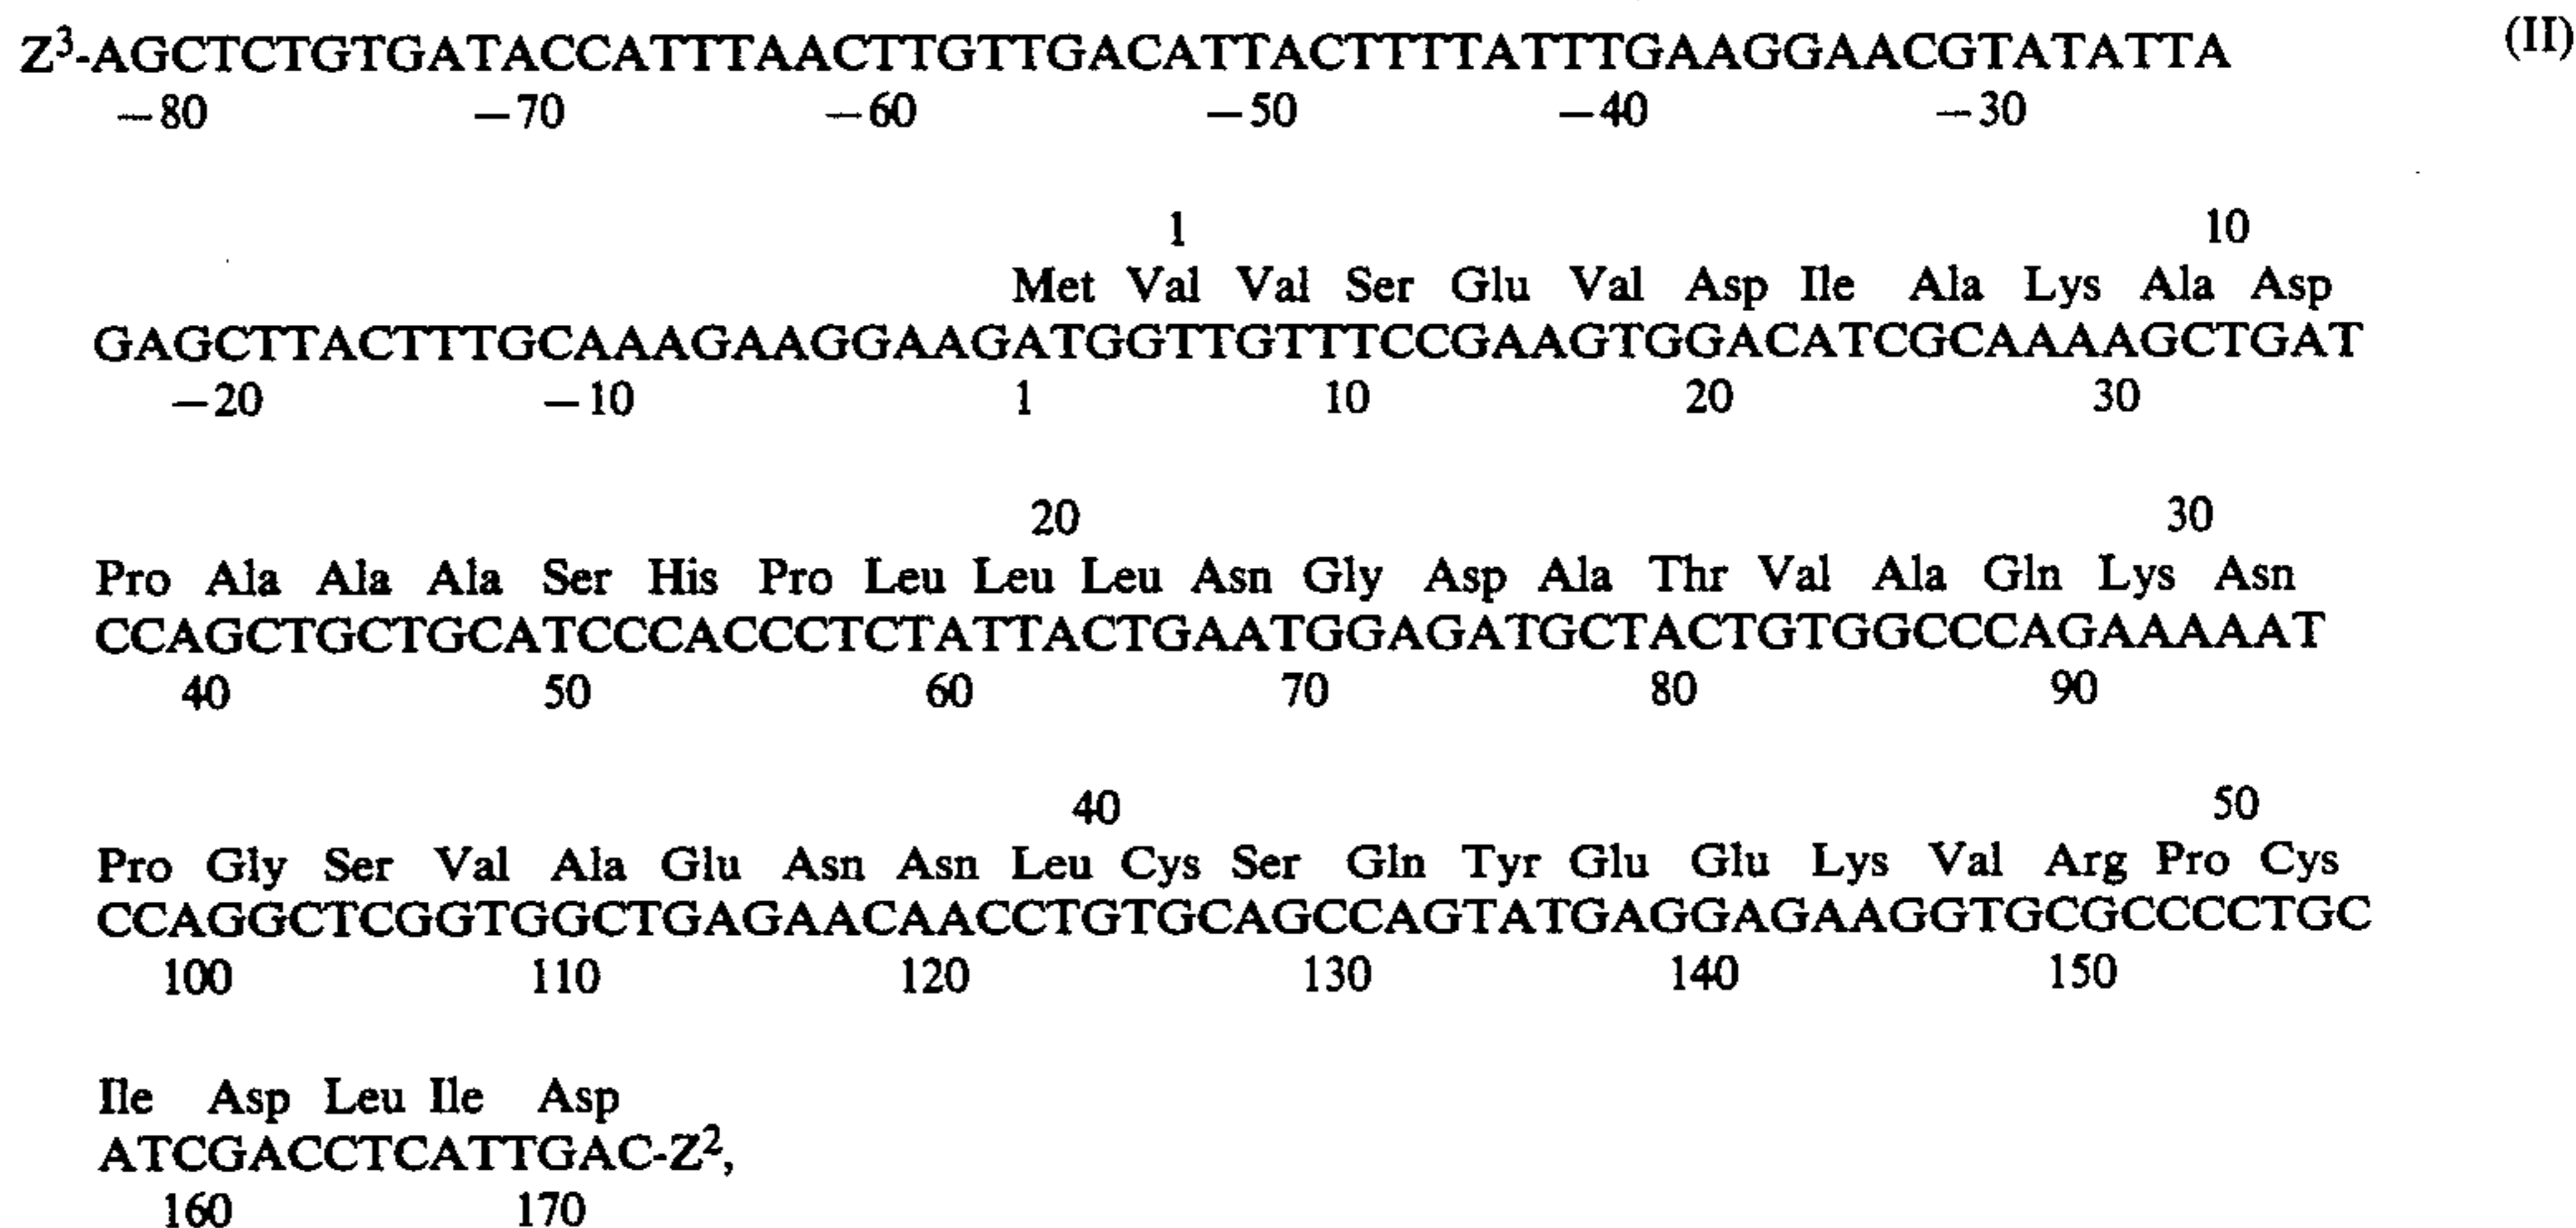 Z³-AGCTCTGTGATACCATTTAACTTGTTGACATTACTTTTATTTGAAGGAACGTATATTA (II)
—80 —70 —60 —50 —40 —30
1 10
Met Val Val Ser Glu Val Asp Ile Ala Lys Ala Asp
GAGCTTACTTTGCAAAGAAGGAAGATGGTTGTTTCCGAAGTGGACATCGCAAAAGCTGAT
—20 —10 1 10 20 30
20 30
Pro Ala Ala Ala Ser His Pro Leu Leu Leu Asn Gly Asp Ala Thr Val Ala Gln Lys Asn
CCAGCTGCTGCATCCCACCCTCTATTACTGAATGGAGATGCTACTGTGGCCCAGAAAAAT
40 50 60 70 80 90
40 50
Pro Gly Ser Val Ala Glu Asn Asn Leu Cys Ser Gln Tyr Glu Glu Lys Val Arg Pro Cys
CCAGGCTCGGTGGCTGAGAACAACCTGTGCAGCCAGTATGAGGAGAAGGTGCGCCCCTGC
100 110 120 130 140 150
Ile Asp Leu Ile Asp
ATCGACCTCATTGAC-Z²,
160 170